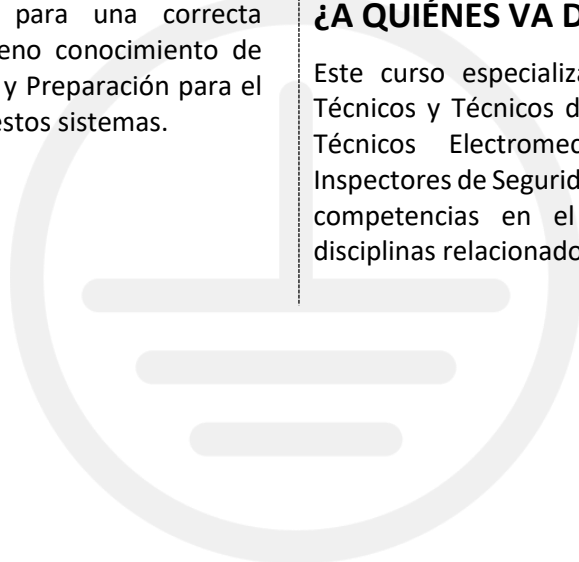 para una correcta
eno conocimiento de
y Preparación para el
estos sistemas.
¿A QUIÉNES VA D
Este curso especializa
Técnicos y Técnicos d
Técnicos Electromec
Inspectores de Segurid
competencias en el
disciplinas relacionado